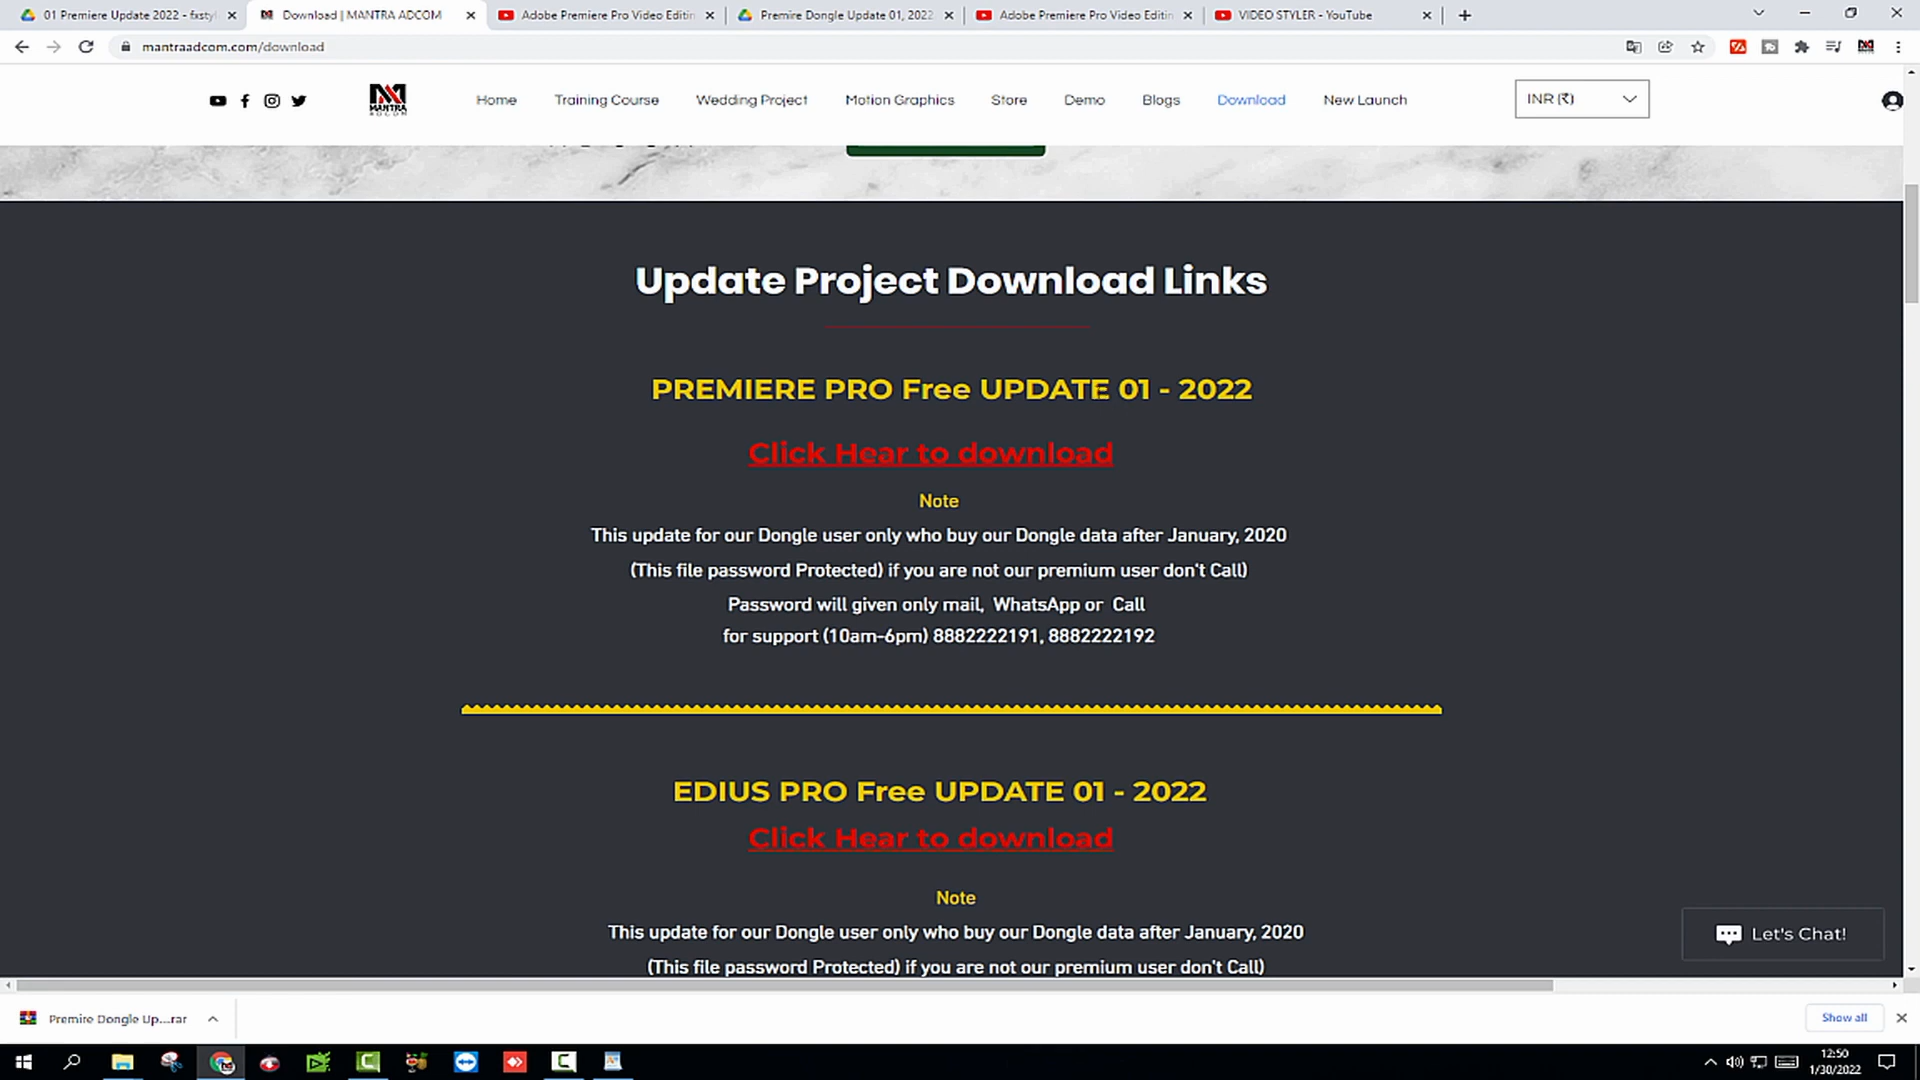 01 Premiere Update 2022 - fxstyl
Download | MANTRA ADCOM
Adobe Premiere Pro Video Editin
Premire Dongle Update 01, 2022
Adobe Premiere Pro Video Editin
VIDEO STYLER - YouTube
mantraadcom.com/download
MANTRA
ADCOM
Home
Training Course
Wedding Project
Motion Graphics
Store
Demo
Blogs
Download
New Launch
INR (₹)
Update Project Download Links
PREMIERE PRO Free UPDATE 01 - 2022
Click Hear to download
Note
This update for our Dongle user only who buy our Dongle data after January, 2020
(This file password Protected) if you are not our premium user don't Call)
Password will given only mail, WhatsApp or Call
for support (10am-6pm) 8882222191, 8882222192
EDIUS PRO Free UPDATE 01 - 2022
Click Hear to download
Note
This update for our Dongle user only who buy our Dongle data after January, 2020
(This file password Protected) if you are not our premium user don't Call)
Let's Chat!
Premire Dongle Up....rar
Show all
12:50
1/30/2022